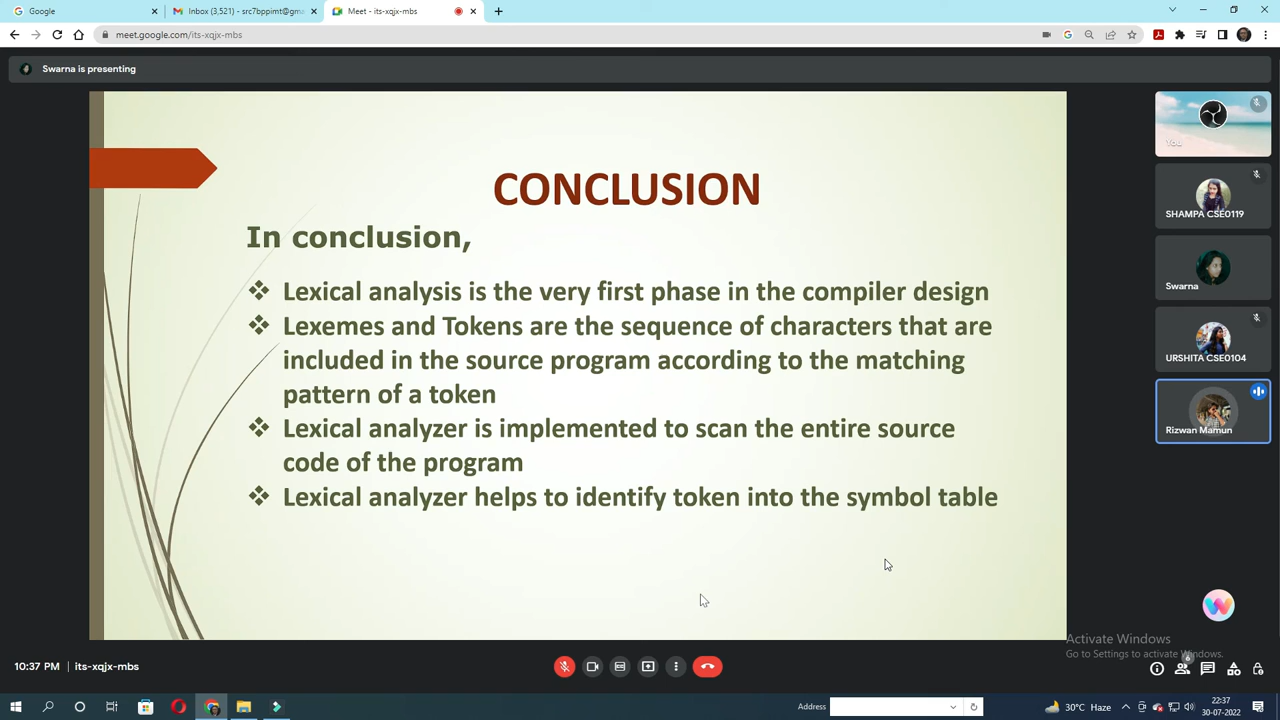 Google
Inbox (3,521) - src7bppimt@gm
Meet - its-xqjx-mbs
meet.google.com/its-xqjx-mbs
Swarna is presenting
CONCLUSION
In conclusion,
❖ Lexical analysis is the very first phase in the compiler design
❖ Lexemes and Tokens are the sequence of characters that are
included in the source program according to the matching
pattern of a token
❖ Lexical analyzer is implemented to scan the entire source
code of the program
❖ Lexical analyzer helps to identify token into the symbol table
You
SHAMPA CSE0119
Swarna
URSHITA CSE0104
Rizwan Mamun
Activate Windows
Go to Settings to activate Windows.
10:37 PM | its-xqjx-mbs
6
Address
30°C Haze
22:37
30-07-2022